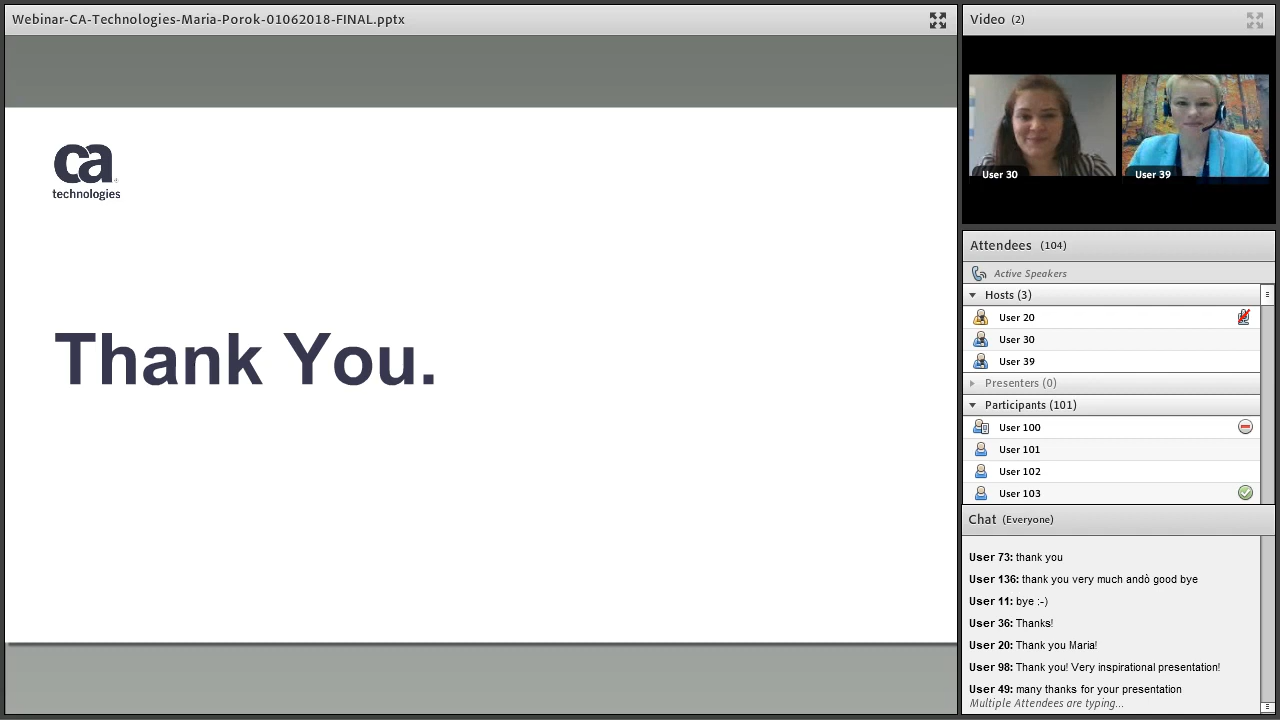 Webinar-CA-Technologies-Maria-Porok-01062018-FINAL.pptx
ca
technologies
Thank You.
Video (2)
User 30
User 39
Attendees (104)
Active Speakers
Hosts (3)
User 20
User 30
User 39
Presenters (0)
Participants (101)
User 100
User 101
User 102
User 103
Chat (Everyone)
User 73: thank you
User 136: thank you very much andò good bye
User 11: bye :-)
User 36: Thanks!
User 20: Thank you Maria!
User 98: Thank you! Very inspirational presentation!
User 49: many thanks for your presentation
Multiple Attendees are typing...